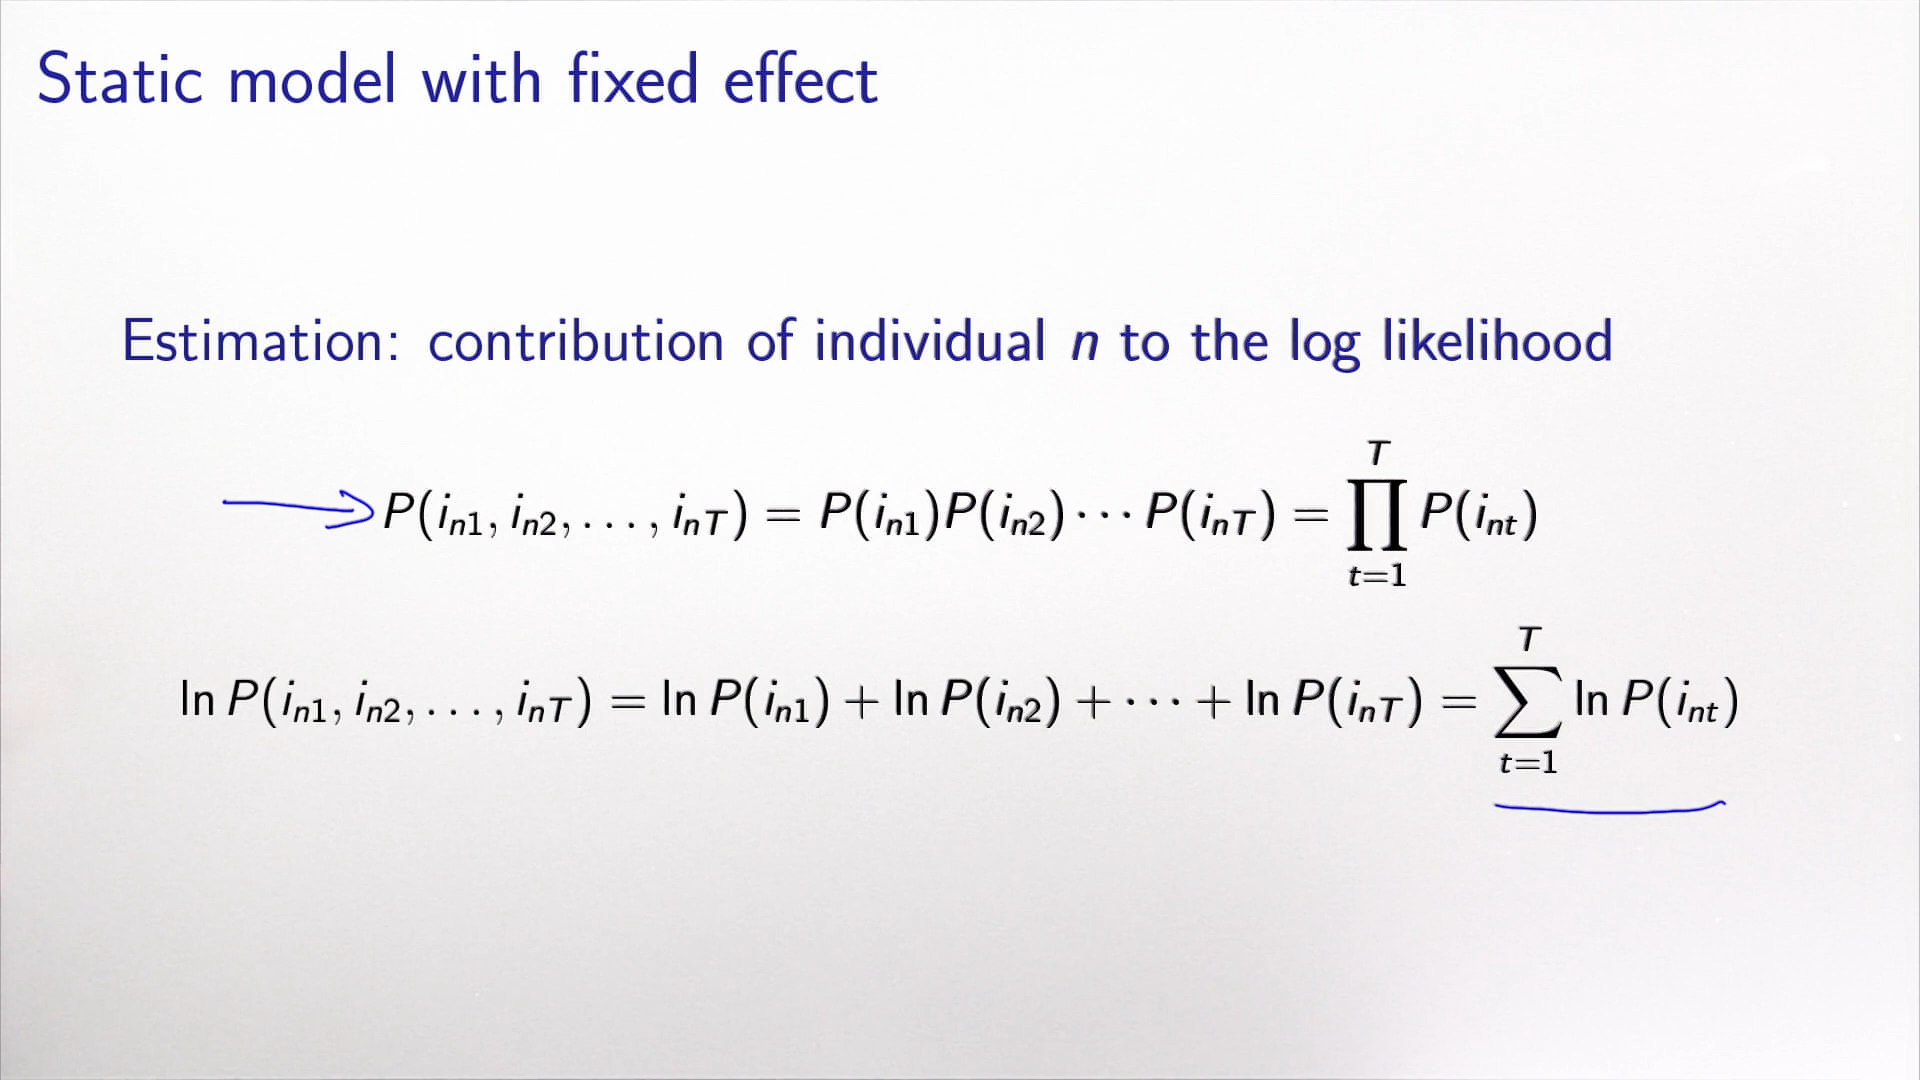 Static model with fixed effect
Estimation: contribution of individual n to the log likelihood
P(i_{n1}, i_{n2}, . . . , i_{nT}) = P(i_{n1})P(i_{n2}) · · · P(i_{nT}) = ∏_{t=1}^{T} P(i_{nt})
ln P(i_{n1}, i_{n2}, . . . , i_{nT}) = ln P(i_{n1}) + ln P(i_{n2}) + · · · + ln P(i_{nT}) = ∑_{t=1}^{T} ln P(i_{nt})